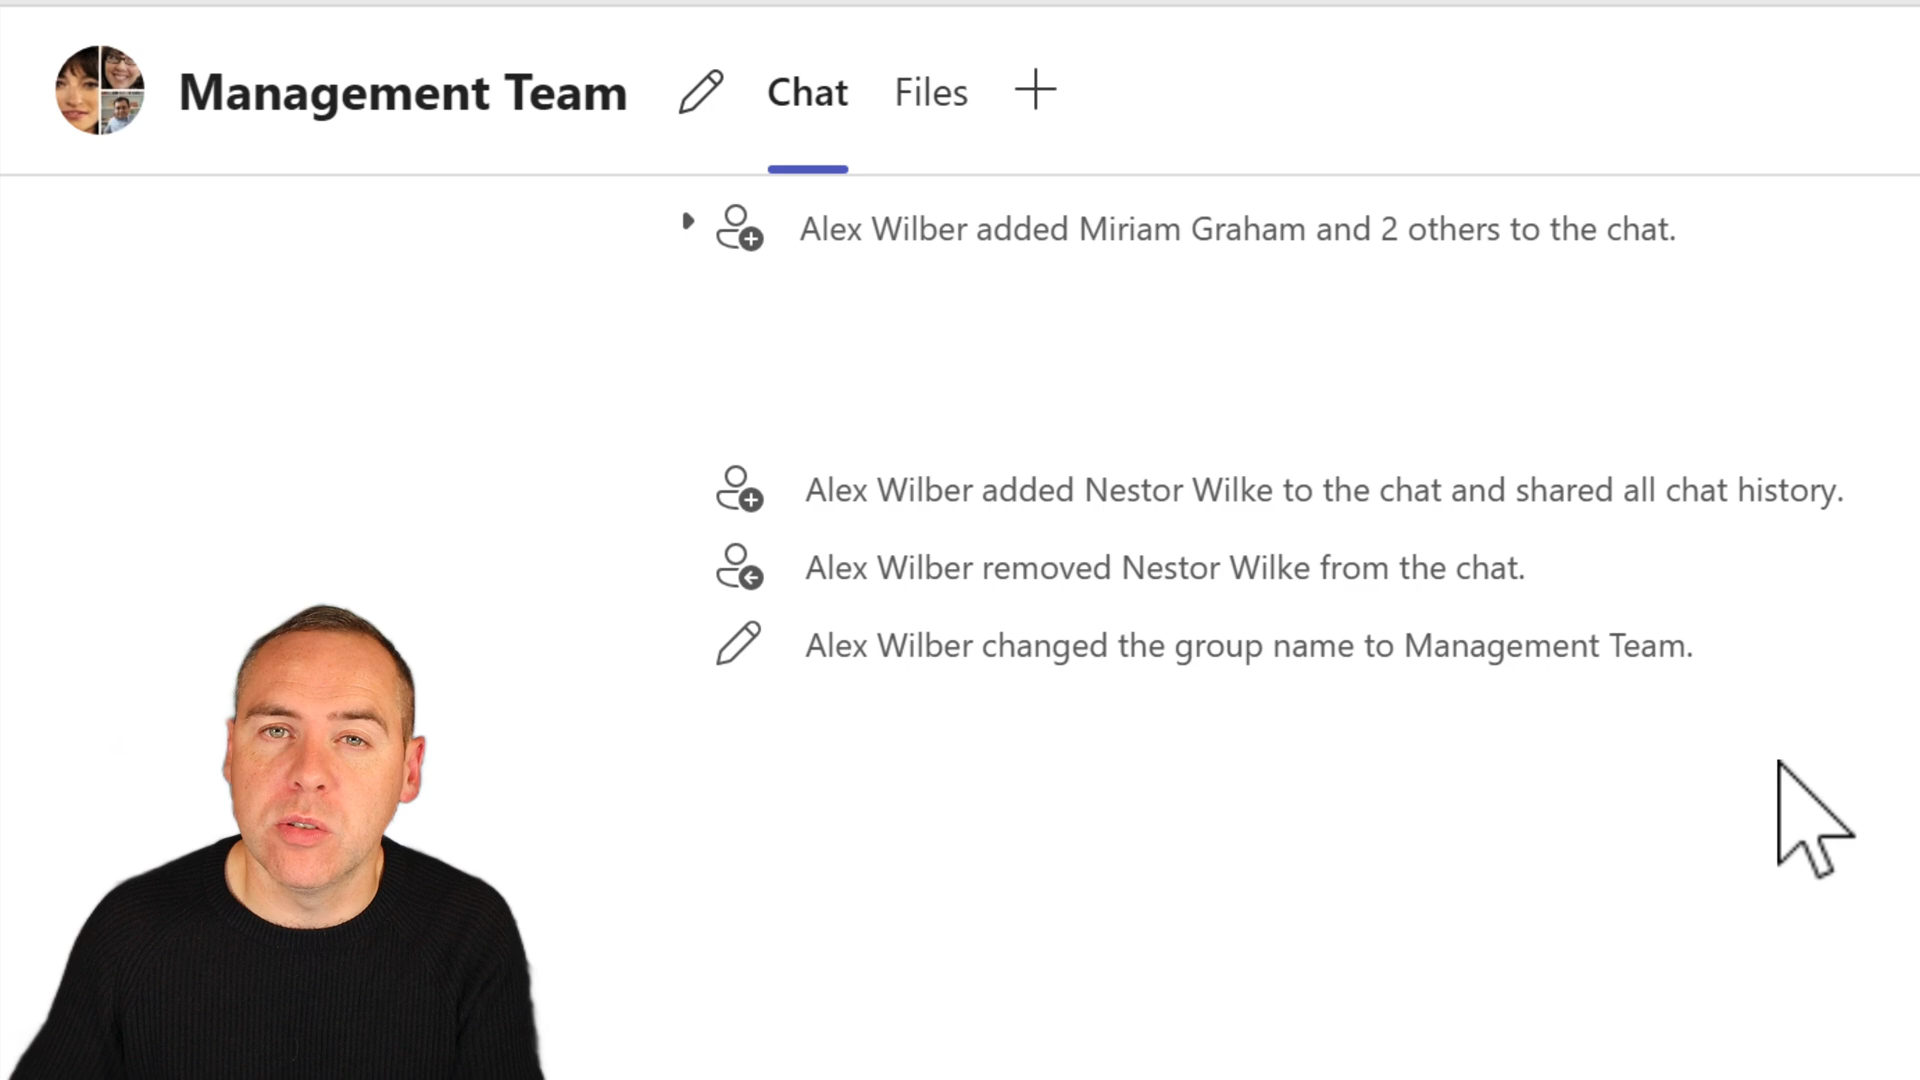 Management Team
Chat
Files
Alex Wilber added Miriam Graham and 2 others to the chat.
Alex Wilber added Nestor Wilke to the chat and shared all chat history.
Alex Wilber removed Nestor Wilke from the chat.
Alex Wilber changed the group name to Management Team.